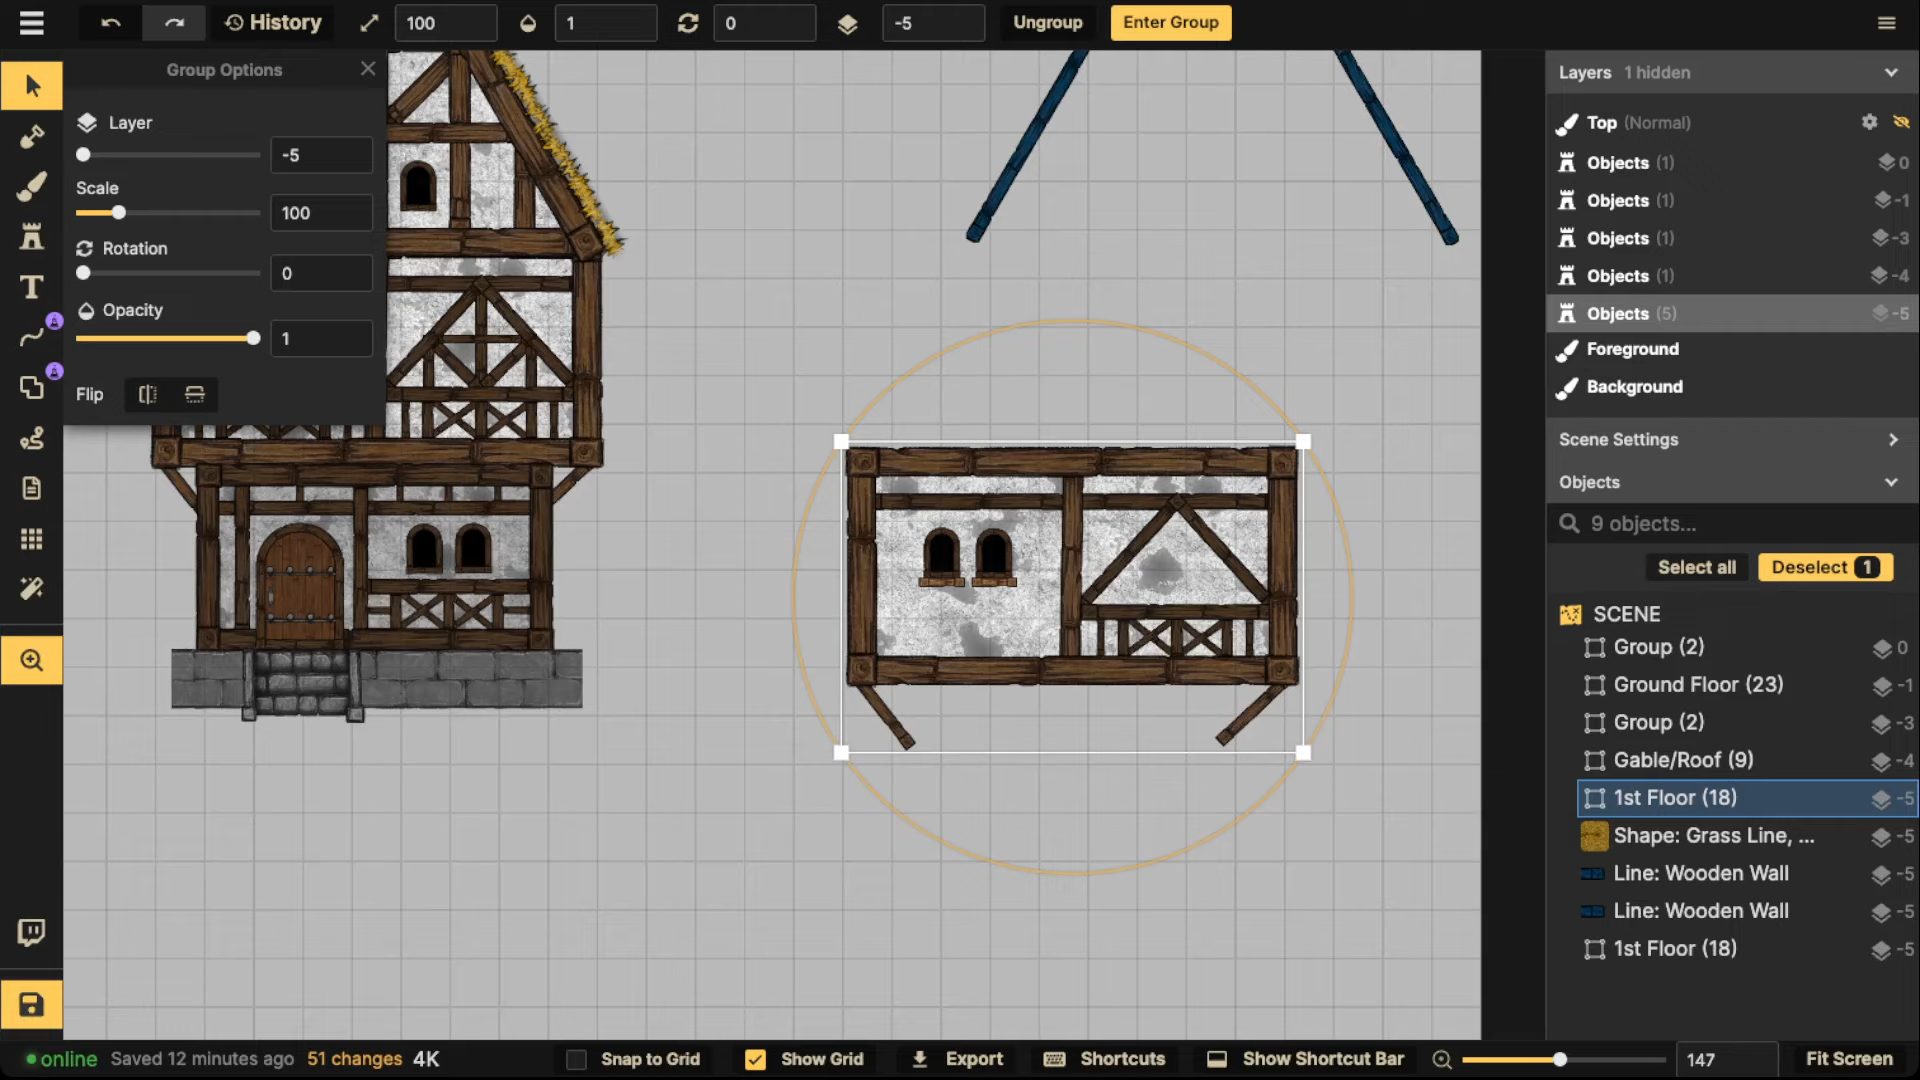 History
100
1
0
-5
Ungroup
Enter Group
Group Options
Layer
-5
Scale
100
Rotation
0
Opacity
1
Flip
Layers 1 hidden
Top (Normal)
Objects (1) 0
Objects (1) -1
Objects (1) -3
Objects (1) -4
Objects (5) -5
Foreground
Background
Scene Settings
Objects
9 objects...
Select all
Deselect 1
SCENE
Group (2) 0
Ground Floor (23) -1
Group (2) -3
Gable/Roof (9) -4
1st Floor (18) -5
Shape: Grass Line, ... -5
Line: Wooden Wall -5
Line: Wooden Wall -5
1st Floor (18) -5
online Saved 12 minutes ago 51 changes 4K
Snap to Grid
Show Grid
Export
Shortcuts
Show Shortcut Bar
147
Fit Screen